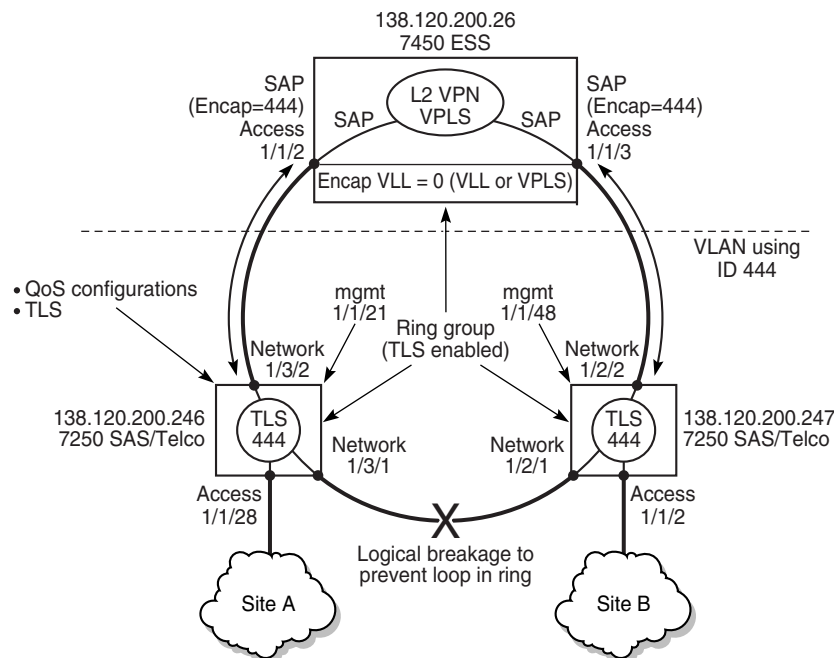 138.120.200.26
7450 ESS
SAP
(Encap=444)
Access
1/1/2
L2 VPN
VPLS
SAP
SAP
SAP
(Encap=444)
Access
1/1/3
Encap VLL = 0 (VLL or VPLS)
VLAN using
ID 444
• QoS configurations
• TLS
mgmt
1/1/21
Ring group
(TLS enabled)
mgmt
1/1/48
Network
1/3/2
Network
1/2/2
138.120.200.246
7250 SAS/Telco
TLS
444
Network
1/3/1
Network
1/2/1
TLS
444
138.120.200.247
7250 SAS/Telco
Access
1/1/28
X
Access
1/1/2
Logical breakage to
prevent loop in ring
Site A
Site B